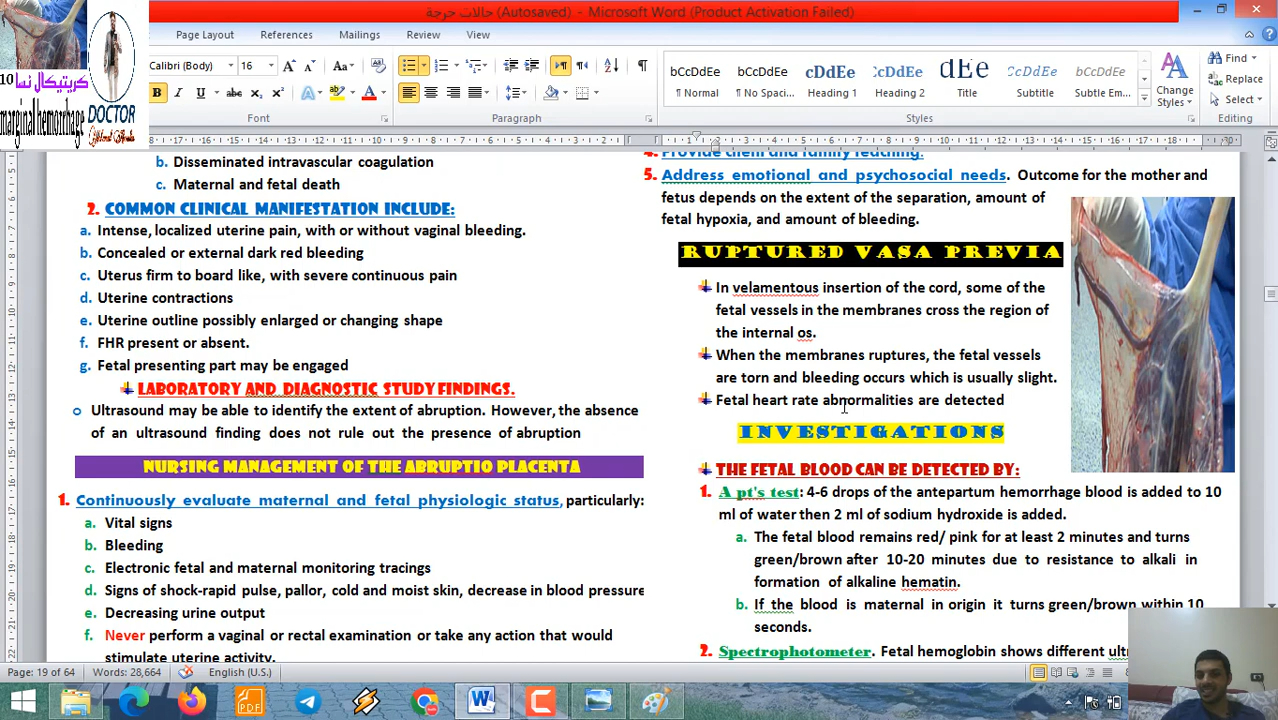 حالات حرجة (Autosaved) - Microsoft Word (Product Activation Failed)
Page Layout
References
Mailings
Review
View
Calibri (Body)
16
Aa
Font
Paragraph
AaBbCcDdEe
¶ Normal
¶ No Spaci...
Heading 1
Heading 2
Title
Subtitle
Subtle Em...
Change
Styles
Styles
Find
Replace
Select
Editing
10
كريتيكال نسا
marginal hemorrhage
DOCTOR
b. Disseminated intravascular coagulation
c. Maternal and fetal death
2. COMMON CLINICAL MANIFESTATION INCLUDE:
a. Intense, localized uterine pain, with or without vaginal bleeding.
b. Concealed or external dark red bleeding
c. Uterus firm to board like, with severe continuous pain
d. Uterine contractions
e. Uterine outline possibly enlarged or changing shape
f. FHR present or absent.
g. Fetal presenting part may be engaged
LABORATORY AND DIAGNOSTIC STUDY FINDINGS.
Ultrasound may be able to identify the extent of abruption. However, the absence
of an ultrasound finding does not rule out the presence of abruption
NURSING MANAGEMENT OF THE ABRUPTIO PLACENTA
1. Continuously evaluate maternal and fetal physiologic status, particularly:
a. Vital signs
b. Bleeding
c. Electronic fetal and maternal monitoring tracings
d. Signs of shock-rapid pulse, pallor, cold and moist skin, decrease in blood pressure
e. Decreasing urine output
f. Never perform a vaginal or rectal examination or take any action that would
stimulate uterine activity.
4. Provide client and family teaching.
5. Address emotional and psychosocial needs. Outcome for the mother and
fetus depends on the extent of the separation, amount of
fetal hypoxia, and amount of bleeding.
RUPTURED VASA PREVIA
In velamentous insertion of the cord, some of the
fetal vessels in the membranes cross the region of
the internal os.
When the membranes ruptures, the fetal vessels
are torn and bleeding occurs which is usually slight.
Fetal heart rate abnormalities are detected
INVESTIGATIONS
THE FETAL BLOOD CAN BE DETECTED BY:
1. A pt's test: 4-6 drops of the antepartum hemorrhage blood is added to 10
ml of water then 2 ml of sodium hydroxide is added.
a. The fetal blood remains red/ pink for at least 2 minutes and turns
green/brown after 10-20 minutes due to resistance to alkali in
formation of alkaline hematin.
b. If the blood is maternal in origin it turns green/brown within 10
seconds.
2. Spectrophotometer. Fetal hemoglobin shows different
Page: 19 of 64
Words: 28,664
English (U.S.)